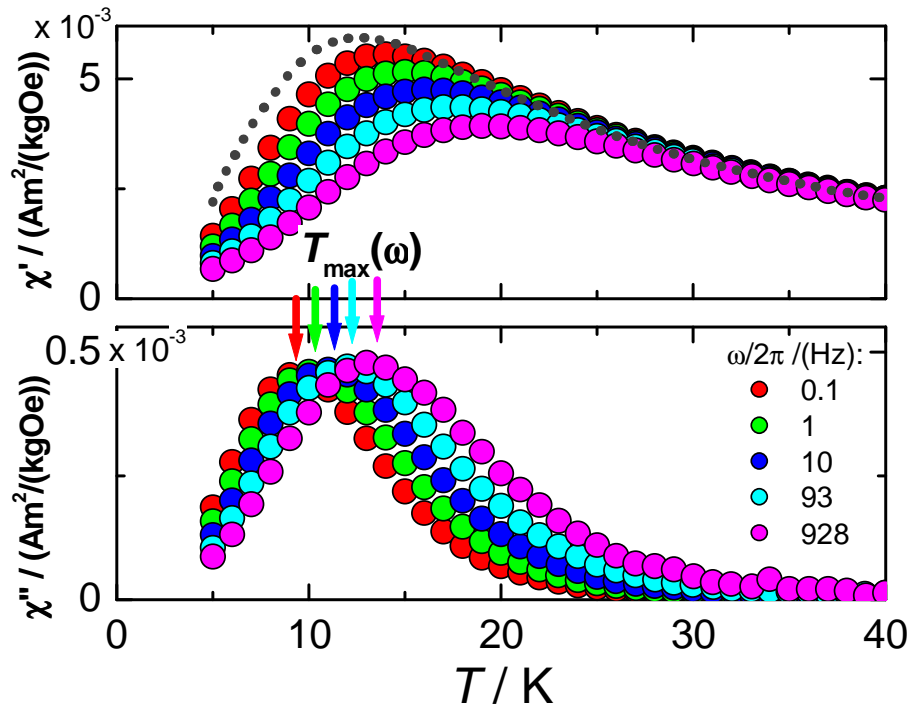 x 10⁻³
5
0
χ' / (Am²/(kgOe))
T_max(ω)
0.5 x 10⁻³
0
χ'' / (Am²/(kgOe))
ω/2π /(Hz):
0.1
1
10
93
928
0 10 20 30 40
T / K